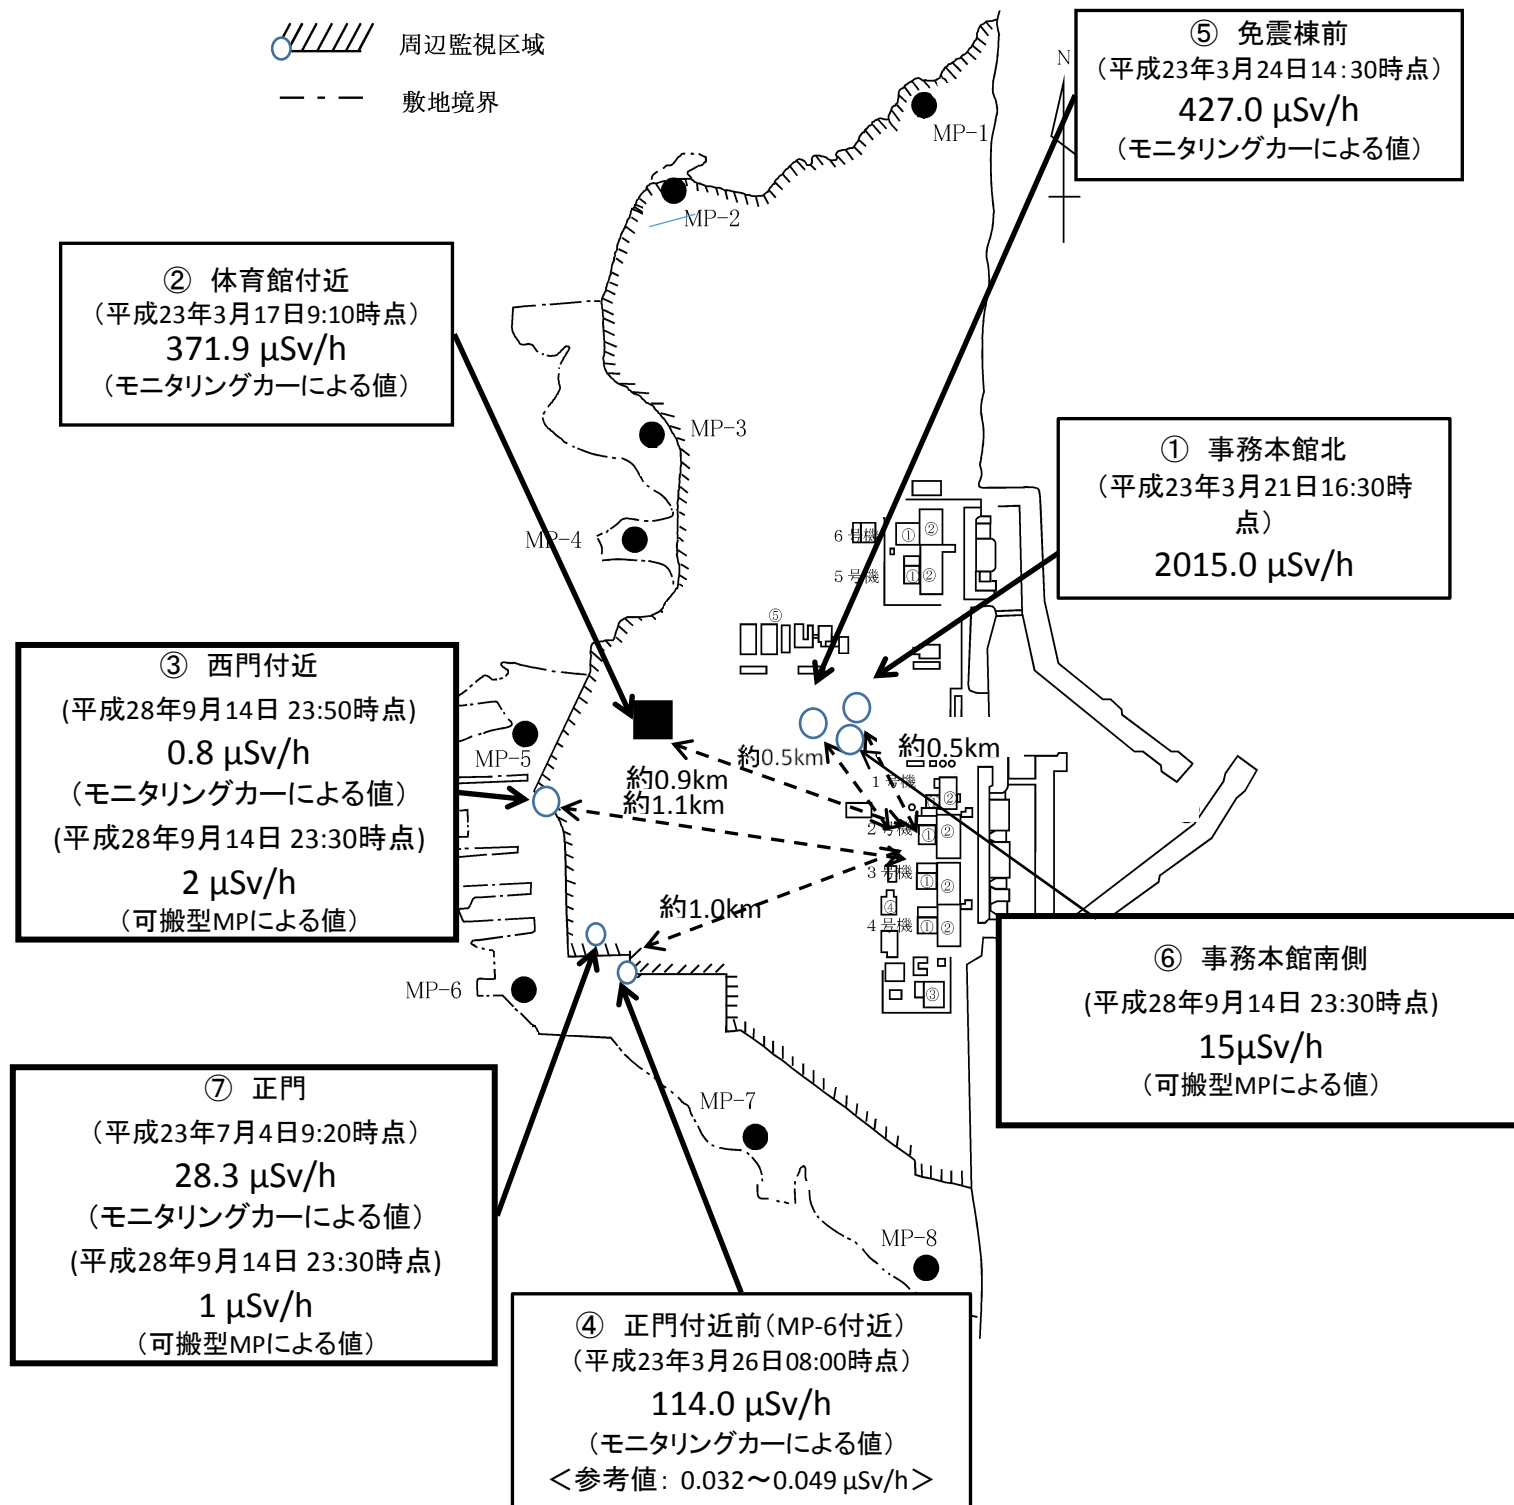 周辺監視区域
敷地境界
N
⑤ 免震棟前
（平成23年3月24日14:30時点）
427.0 μSv/h
（モニタリングカーによる値）
MP-1
MP-2
② 体育館付近
（平成23年3月17日9:10時点）
371.9 μSv/h
（モニタリングカーによる値）
MP-3
① 事務本館北
（平成23年3月21日16:30時
点）
2015.0 μSv/h
MP-4
6号機
①
②
5号機
①
②
⑤
③ 西門付近
(平成28年9月14日 23:50時点)
0.8 μSv/h
（モニタリングカーによる値）
(平成28年9月14日 23:30時点)
2 μSv/h
（可搬型MPによる値）
MP-5
約0.5km
約0.5km
約0.9km
約1.1km
1号機
①
②
2号機
①
②
3号機
①
②
④
4号機
①
②
約1.0km
③
MP-6
⑥ 事務本館南側
(平成28年9月14日 23:30時点)
15μSv/h
（可搬型MPによる値）
⑦ 正門
（平成23年7月4日9:20時点）
28.3 μSv/h
（モニタリングカーによる値）
(平成28年9月14日 23:30時点)
1 μSv/h
（可搬型MPによる値）
MP-7
MP-8
④ 正門付近前（MP-6付近）
（平成23年3月26日08:00時点）
114.0 μSv/h
（モニタリングカーによる値）
＜参考値: 0.032～0.049 μSv/h＞